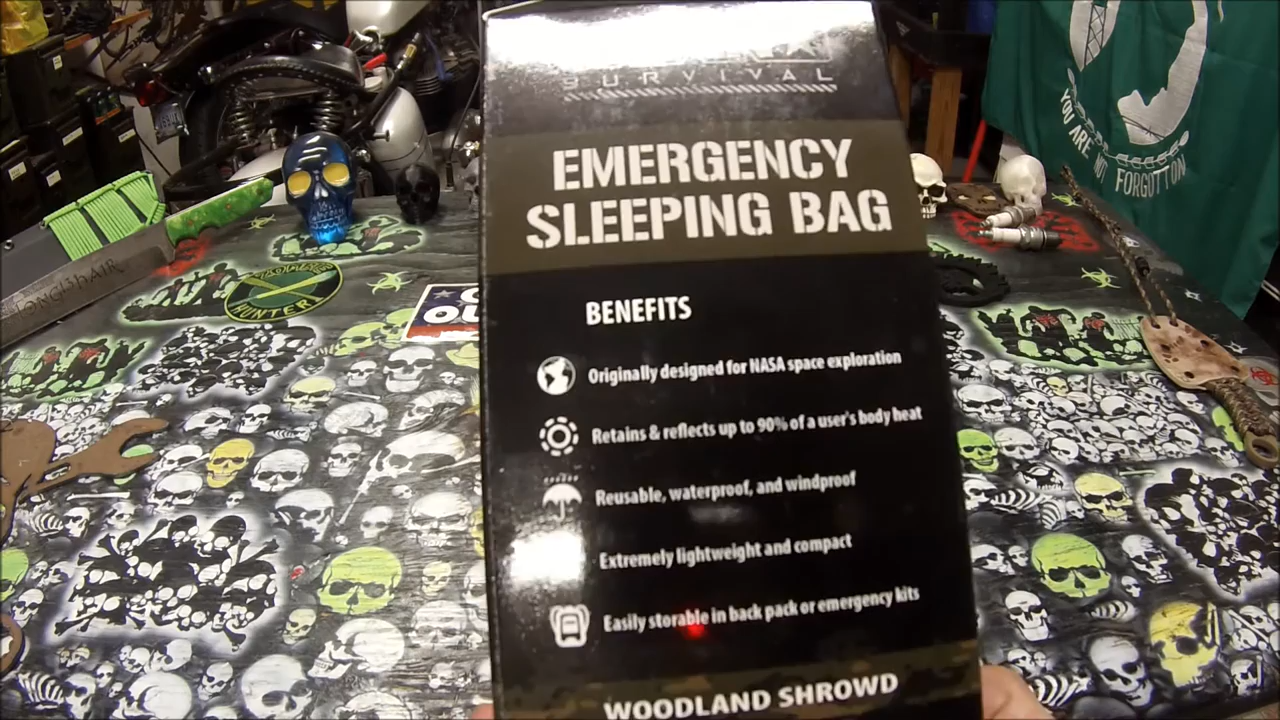 SURVIVAL
EMERGENCY
SLEEPING BAG
BENEFITS
Originally designed for NASA space exploration
Retains & reflects up to 90% of a user's body heat
Reusable, waterproof, and windproof
Extremely lightweight and compact
Easily storable in back pack or emergency kits
WOODLAND SHROWD
YOU ARE NOT FORGOTTON
HUNTER!